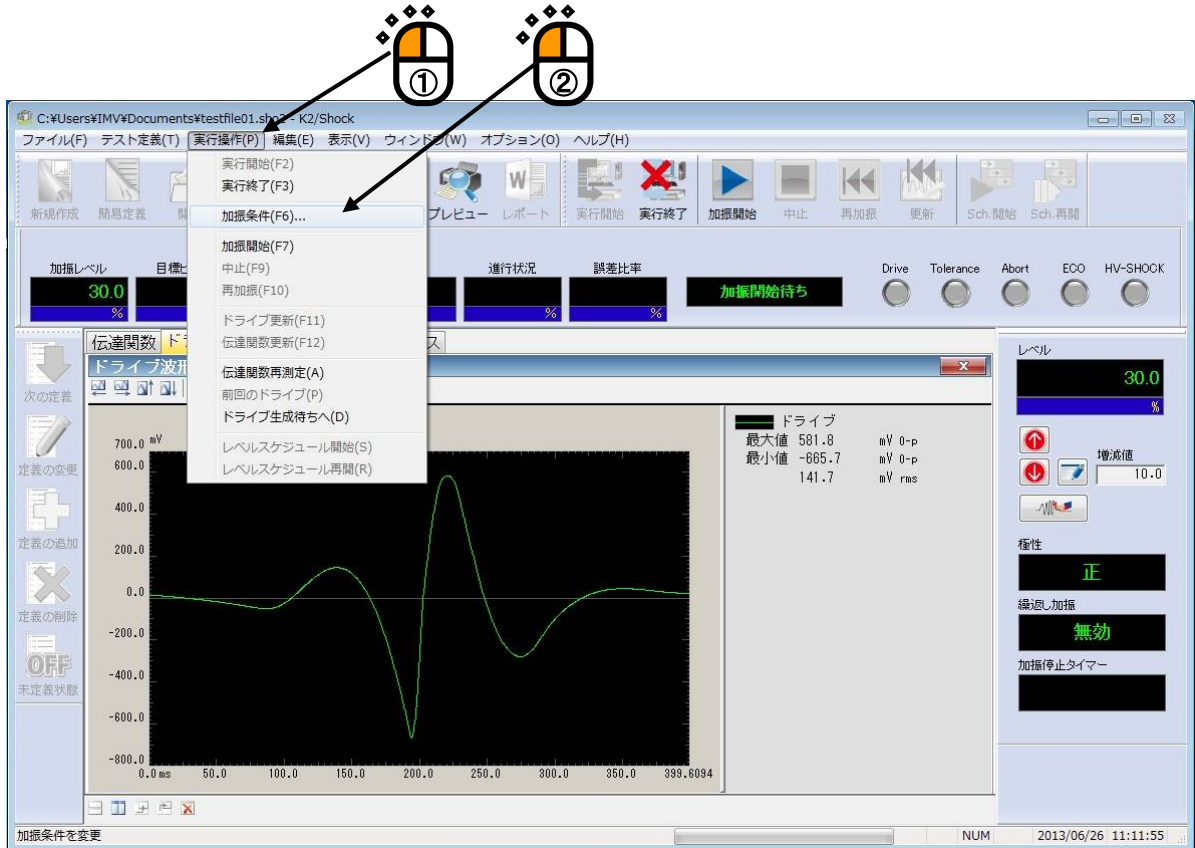 ①
②
C:¥Users¥IMV¥Documents¥testfile01.sho2 - K2/Shock
ファイル(F) テスト定義(T) 実行操作(P) 編集(E) 表示(V) ウィンドウ(W) オプション(O) ヘルプ(H)
実行開始(F2)
実行終了(F3)
加振条件(F6)...
加振開始(F7)
中止(F9)
再加振(F10)
ドライブ更新(F11)
伝達関数更新(F12)
伝達関数再測定(A)
前回のドライブ(P)
ドライブ生成待ちへ(D)
レベルスケジュール開始(S)
レベルスケジュール再開(R)
新規作成 簡易定義 プレビュー レポート 実行開始 実行終了 加振開始 中止 再加振 更新 Sch.開始 Sch.再開
加振レベル 進行状況 誤差比率 Drive Tolerance Abort ECO HV-SHOCK
30.0 加振開始待ち
% % %
次の定義
定義の変更
定義の追加
定義の削除
OFF
未定義状態
伝達関数
ドライブ波形
ドライブ
最大値 581.8 mV 0-p
最小値 -665.7 mV 0-p
141.7 mV rms
700.0 mV
600.0
400.0
200.0
0.0
-200.0
-400.0
-600.0
-800.0
0.0 ms 50.0 100.0 150.0 200.0 250.0 300.0 350.0 399.6094
レベル
30.0
%
増減値
10.0
極性
正
繰返し加振
無効
加振停止タイマー
加振条件を変更 NUM 2013/06/26 11:11:55